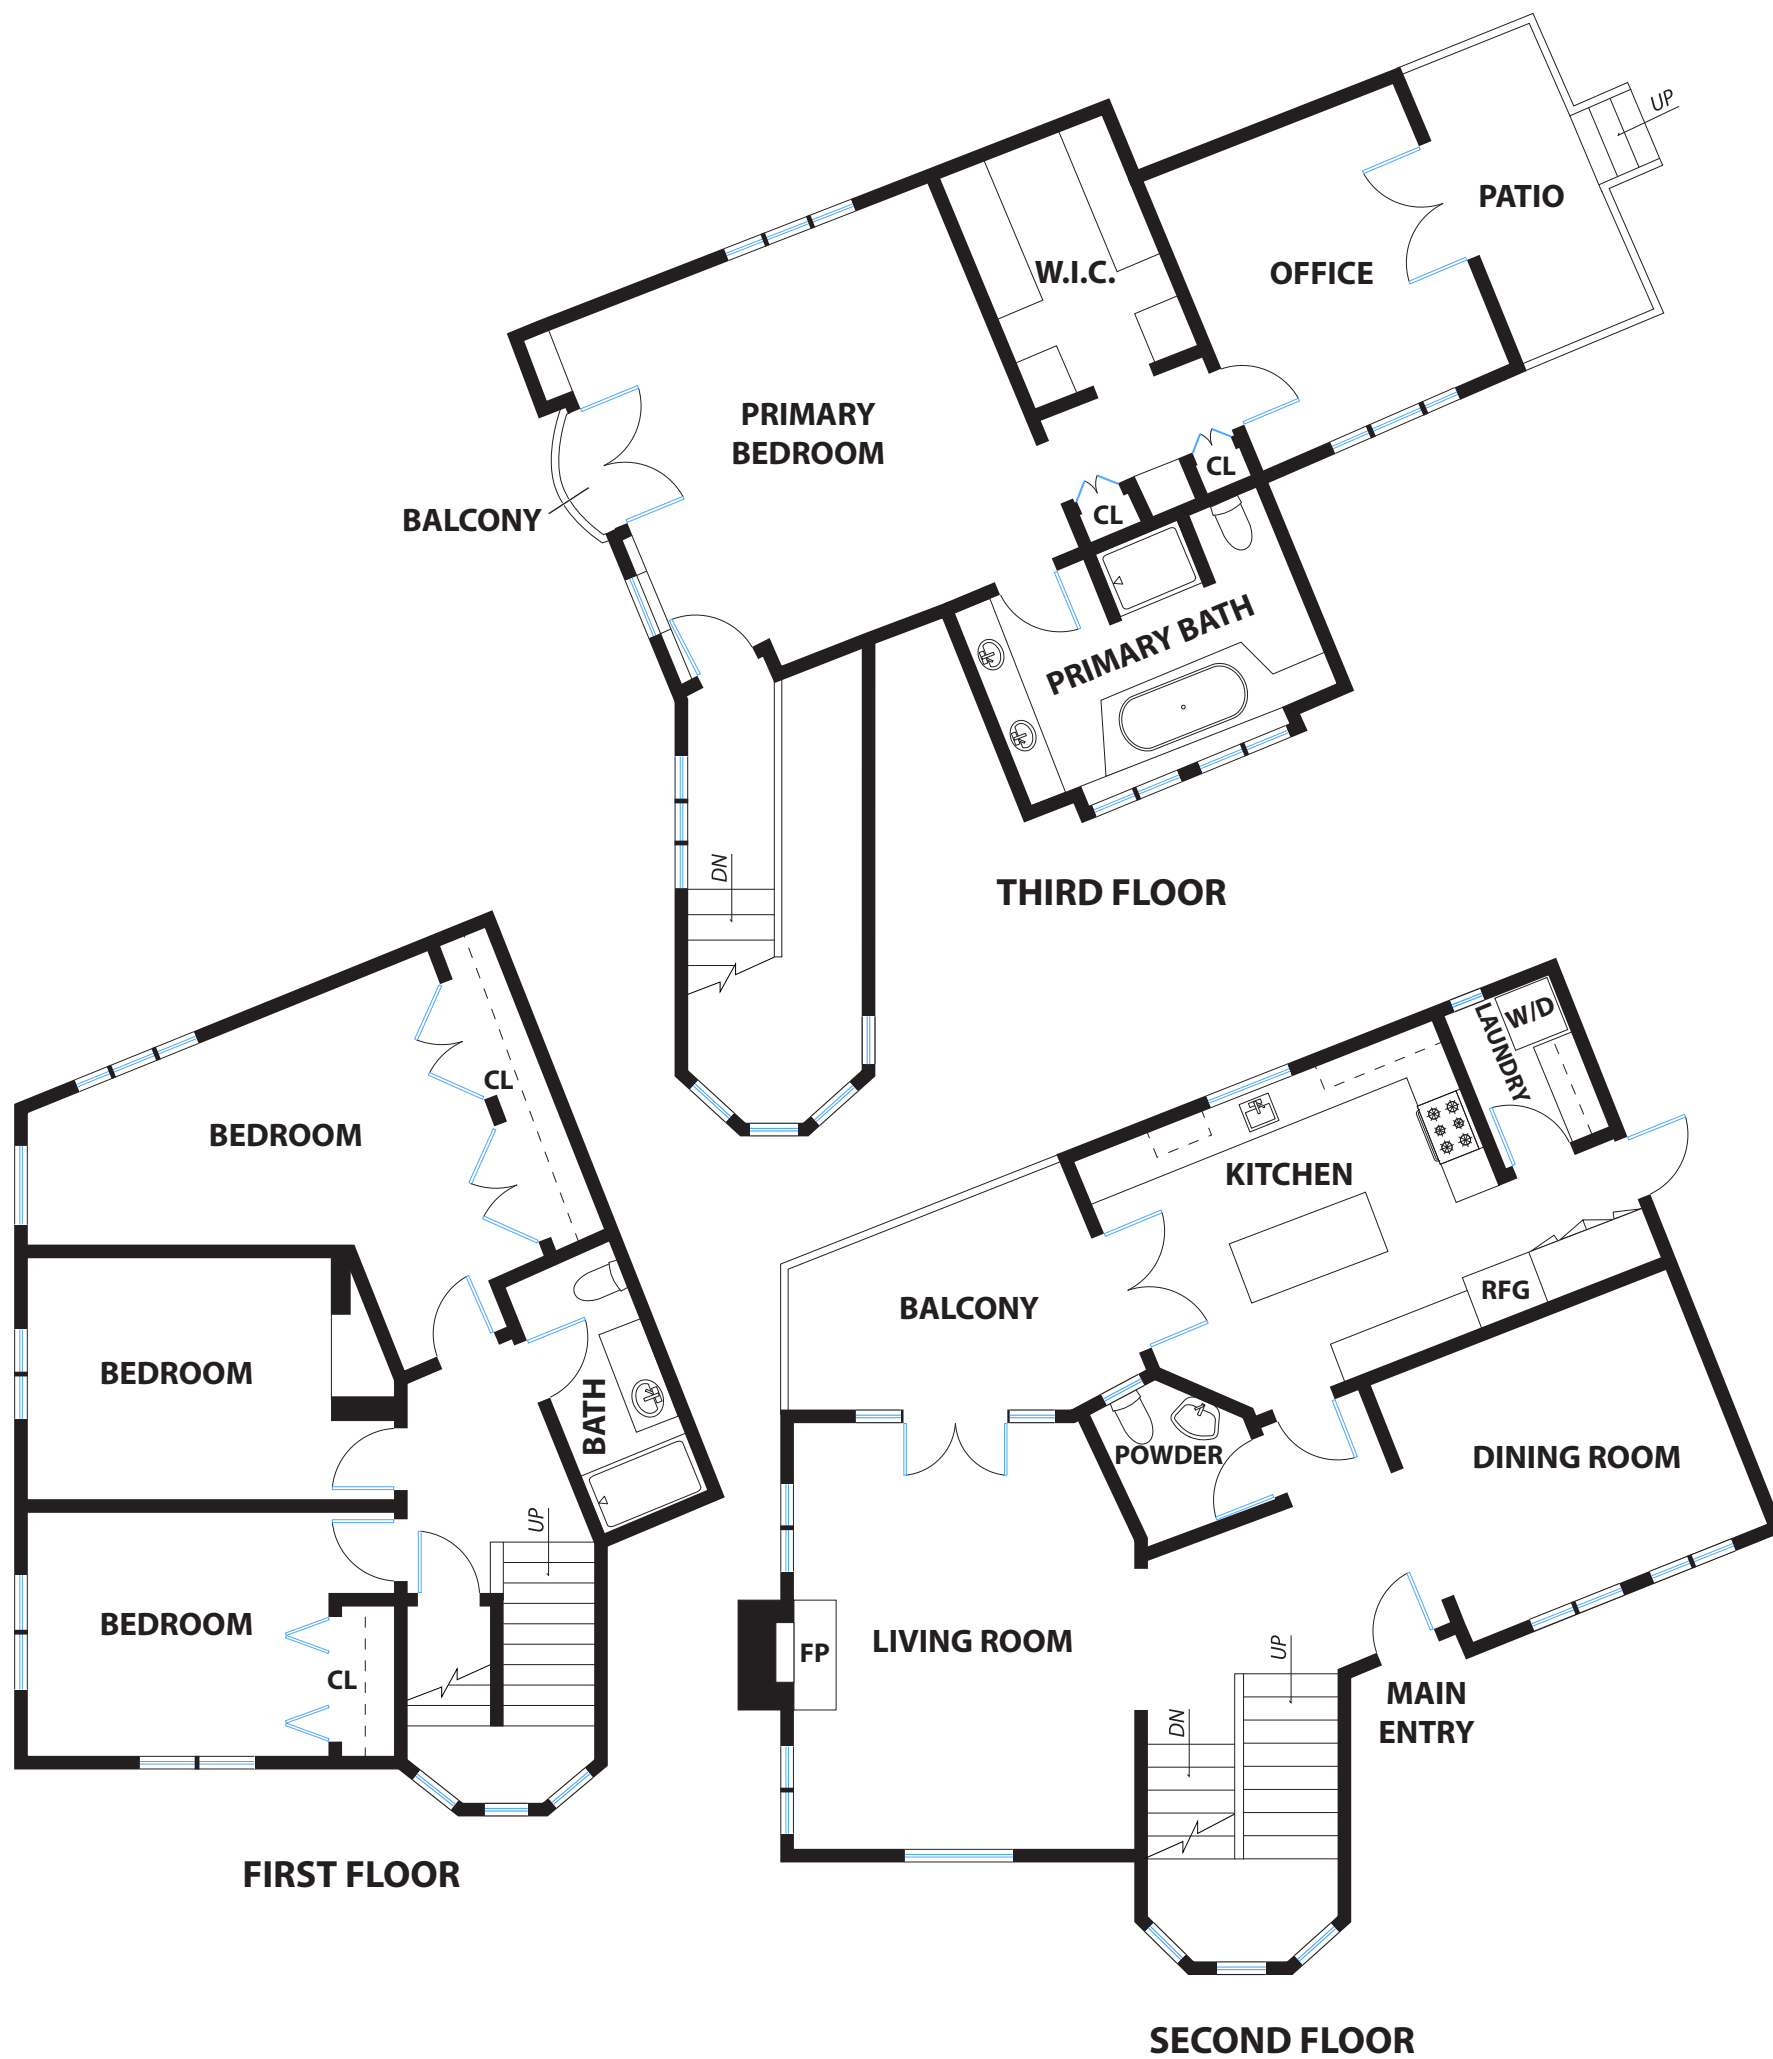 UP
PATIO
W.I.C.
OFFICE
PRIMARY
BEDROOM
CL
BALCONY
CL
PRIMARY BATH
DN
THIRD FLOOR
CL
BEDROOM
BEDROOM
BATH
UP
BEDROOM
CL
FIRST FLOOR
W/D
LAUNDRY
KITCHEN
RFG
BALCONY
POWDER
DINING ROOM
LIVING ROOM
FP
UP
MAIN
ENTRY
DN
SECOND FLOOR